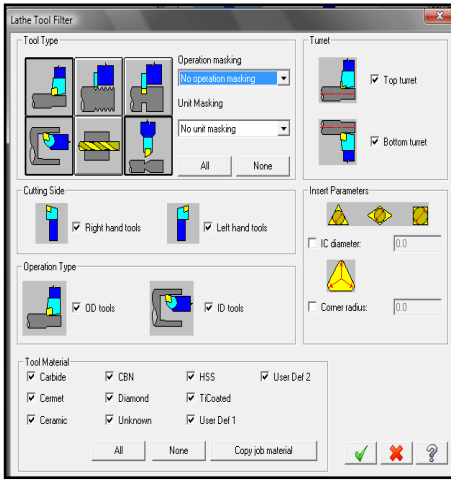 Lathe Tool Filter
Tool Type
Operation masking
No operation masking
Unit Masking
No unit masking
All None
Turret
Top turret
Bottom turret
Cutting Side
Right hand tools Left hand tools
Insert Parameters
IC diameter: 0.0
Corner radius: 0.0
Operation Type
OD tools ID tools
Tool Material
Carbide CBN HSS User Def 2
Cermet Diamond TiCoated
Ceramic Unknown User Def 1
All None Copy job material